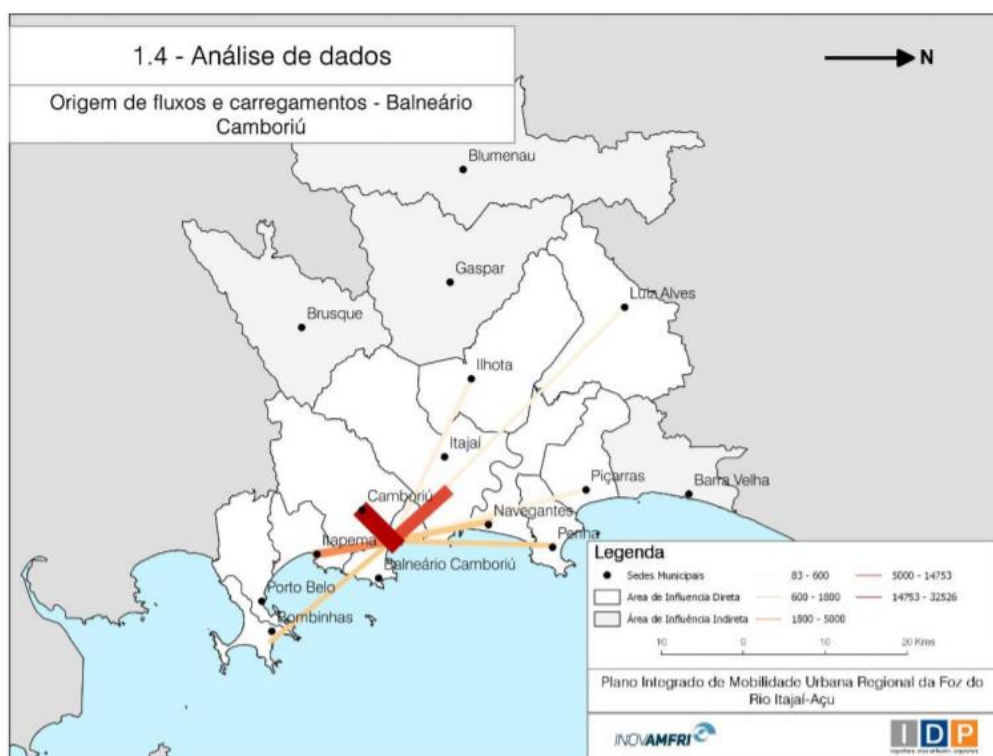 1.4 - Análise de dados
Origem de fluxos e carregamentos - Balneário
Camboriú
N
Blumenau
Gaspar
Luiz Alves
Brusque
Ilhota
Itajaí
Piçarras
Barra Velha
Camboriú
Navegantes
Itapema
Penha
Balneário Camboriú
Porto Belo
Bombinhas
Legenda
Sedes Municipais
83 - 600
5000 - 14753
Area de Influencia Direta
600 - 1800
14753 - 32526
Área de Influência Indireta
1800 - 5000
10 0 10 20 Kms
Plano Integrado de Mobilidade Urbana Regional da Foz do
Rio Itajaí-Açu
INOVAMFRI
IDP